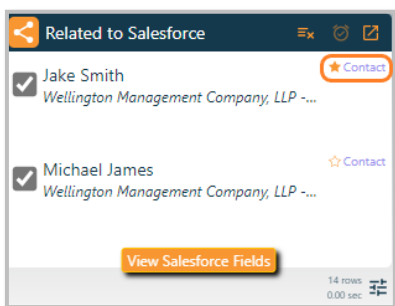 Related to Salesforce
Jake Smith
Contact
Wellington Management Company, LLP -...
Michael James
Contact
Wellington Management Company, LLP -...
View Salesforce Fields
14 rows
0.00 sec